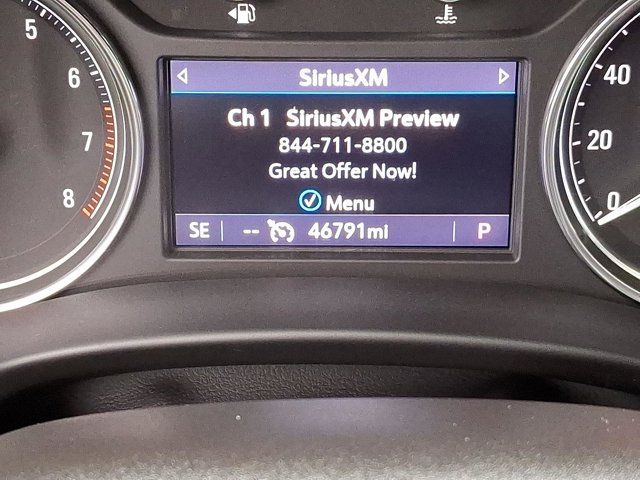 5
6
7
8
SiriusXM
Ch 1 SiriusXM Preview
844-711-8800
Great Offer Now!
Menu
SE -- 46791mi P
40
20
0